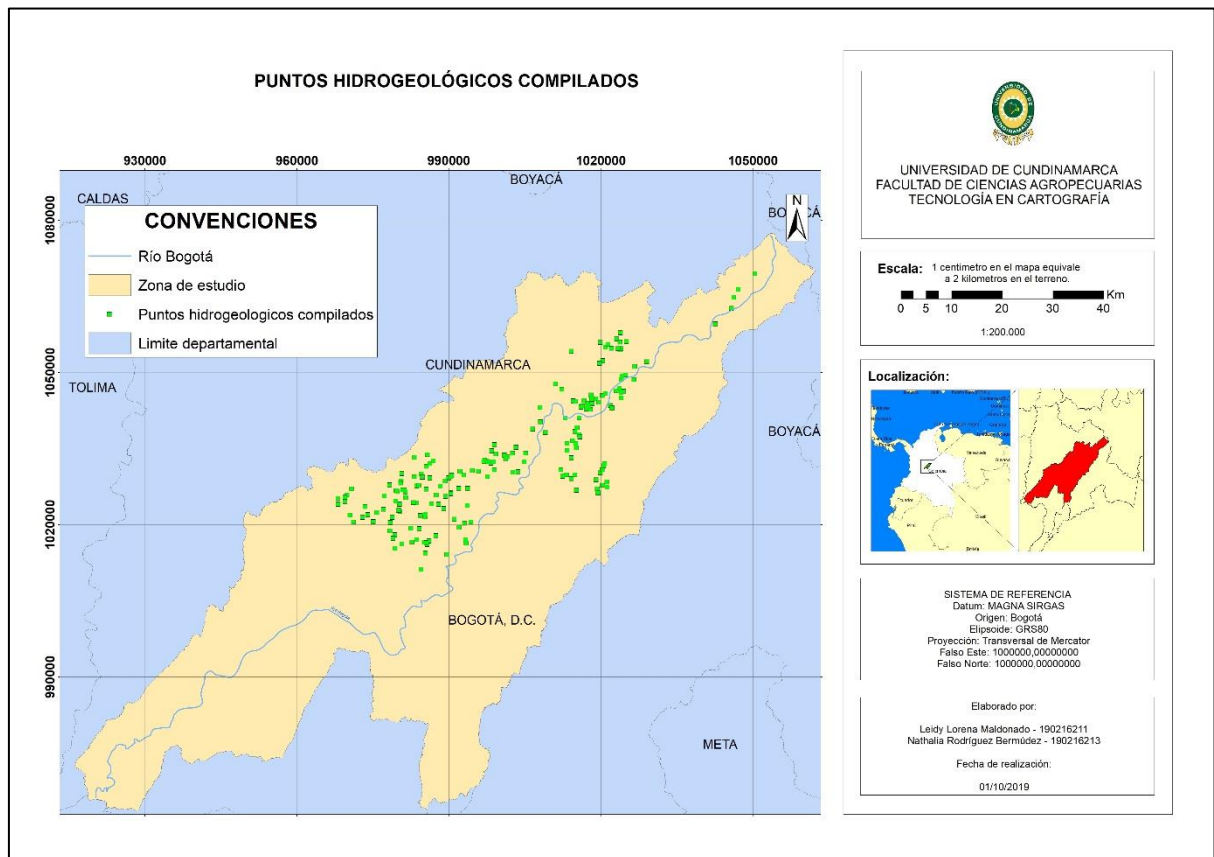 PUNTOS HIDROGEOLÓGICOS COMPILADOS
930000 960000 990000 1020000 1050000
1080000
1050000
1020000
990000
CALDAS
BOYACÁ
N
CONVENCIONES
Río Bogotá
Zona de estudio
Puntos hidrogeologicos compilados
Limite departamental
TOLIMA
CUNDINAMARCA
BOYACÁ
BOGOTÁ, D.C.
META
UNIVERSIDAD DE CUNDINAMARCA
FACULTAD DE CIENCIAS AGROPECUARIAS
TECNOLOGÍA EN CARTOGRAFÍA
Escala: 1 centimetro en el mapa equivale
a 2 kilometros en el terreno.
Km
0 5 10 20 30 40
1:200.000
Localización:
SISTEMA DE REFERENCIA
Datum: MAGNA SIRGAS
Origen: Bogotá
Elipsoide: GRS80
Proyección: Transversal de Mercator
Falso Este: 1000000,00000000
Falso Norte: 1000000,00000000
Elaborado por:
Leidy Lorena Maldonado - 190216211
Nathalia Rodríguez Bermúdez - 190216213
Fecha de realización:
01/10/2019